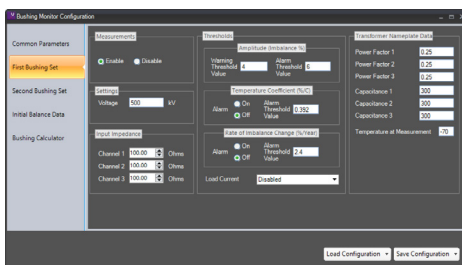 Bushing Monitor Configuration
Common Parameters
First Bushing Set
Second Bushing Set
Initial Balance Data
Bushing Calculator
Measurements
Enable Disable
Settings
Voltage 500 kV
Input Impedance
Channel 1 100.00 Ohms
Channel 2 100.00 Ohms
Channel 3 100.00 Ohms
Thresholds
Amplitude (Imbalance %)
Warning Threshold Value 4 Alarm Threshold Value 6
Temperature Coefficient (%/C)
Alarm On Off Alarm Threshold Value 0.392
Rate of Imbalance Change (%/Year)
Alarm On Off Alarm Threshold Value 2.4
Load Current Disabled
Transformer Nameplate Data
Power Factor 1 0.25
Power Factor 2 0.25
Power Factor 3 0.25
Capacitance 1 300
Capacitance 2 300
Capacitance 3 300
Temperature at Measurement -70
Load Configuration Save Configuration